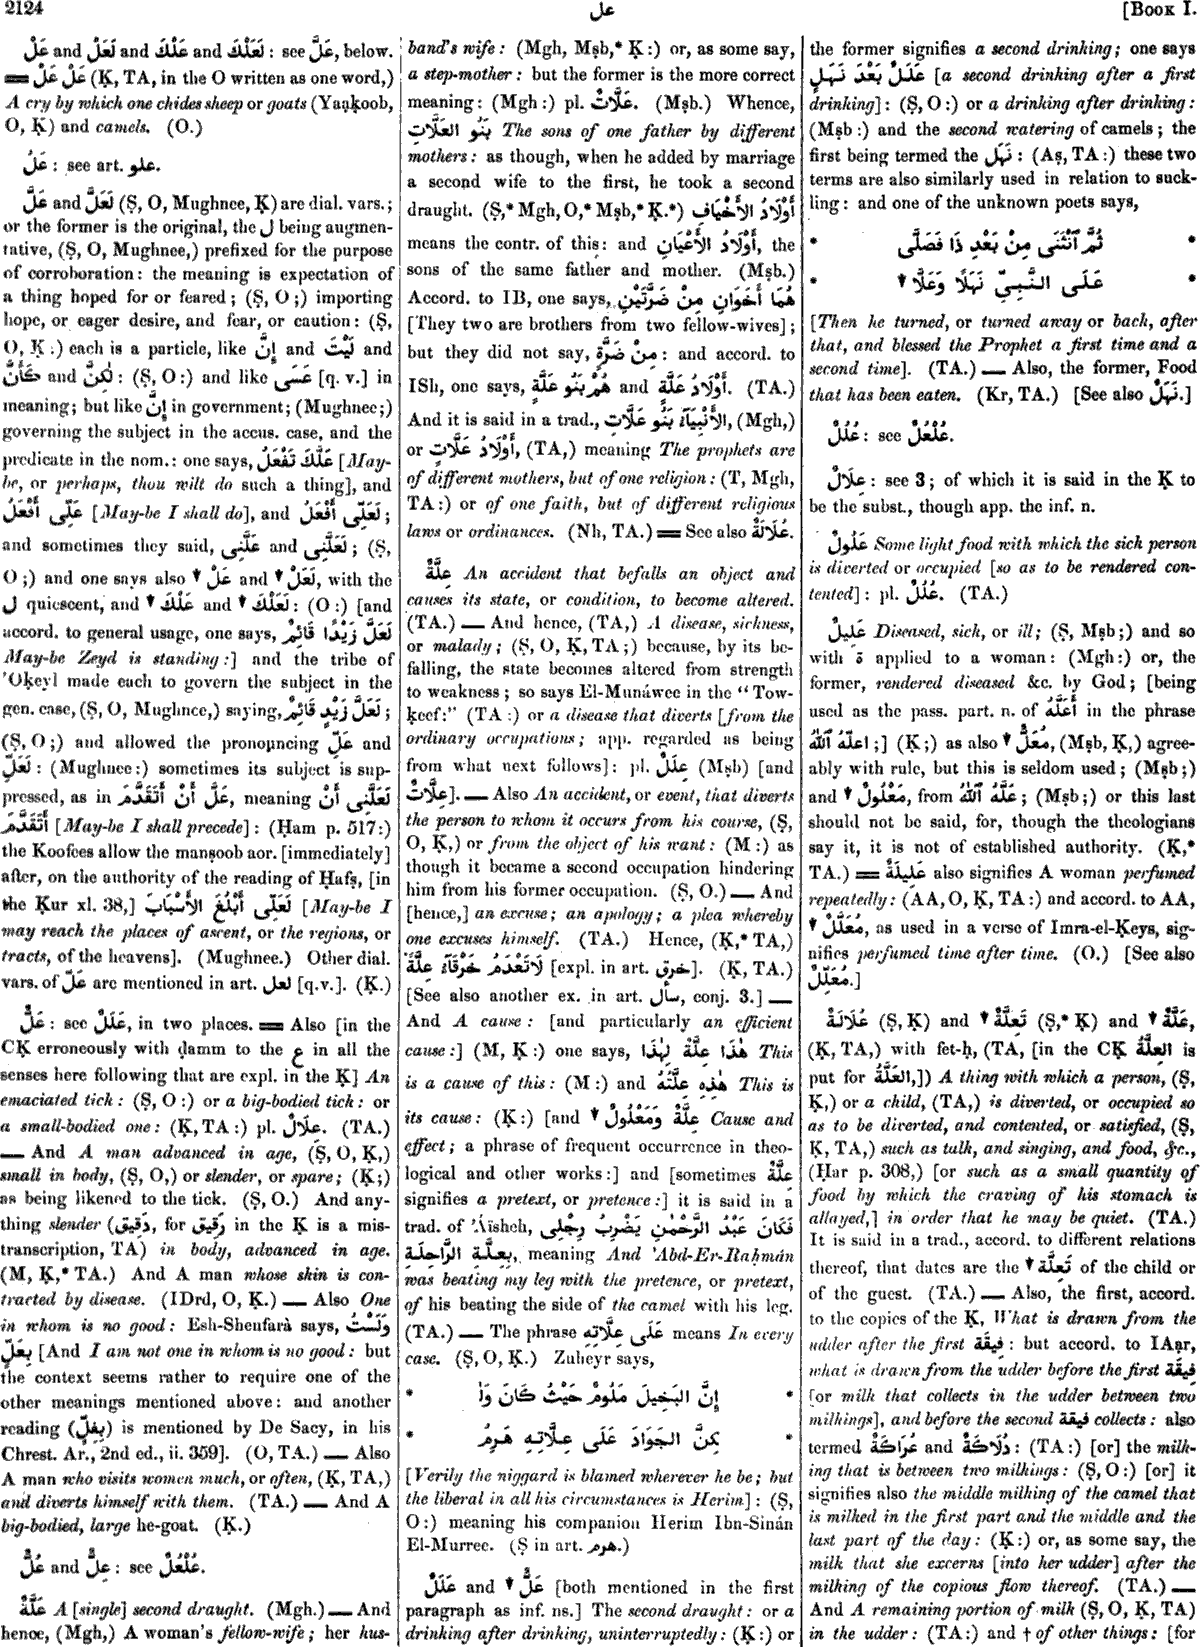 2124
عل
[BOOK I.
عَلْ and لَعَلْ and عَلْكَ and لَعَلْكَ : see عَلَّ, below.
═ عَلْ عَلْ (Ḳ, TA, in the O written as one word,)
A cry by which one chides sheep or goats (Yaạḳoob,
O, Ḳ) and camels. (O.)
عَلُ : see art. علو.
عَلَّ and لَعَلَّ (Ṣ, O, Mughnee, Ḳ) are dial. vars.;
or the former is the original, the ل being augmen-
tative, (Ṣ, O, Mughnee,) prefixed for the purpose
of corroboration: the meaning is expectation of
a thing hoped for or feared; (Ṣ, O;) importing
hope, or eager desire, and fear, or caution: (Ṣ,
O, Ḳ:) each is a particle, like إِنَّ and لَيْتَ and
كَأَنَّ and لٰكِنَّ : (Ṣ, O:) and like عَسَى [q. v.] in
meaning; but like إِنَّ in government; (Mughnee;)
governing the subject in the accus. case, and the
predicate in the nom.: one says, عَلَّكَ تَفْعَلُ [May-
be, or perhaps, thou wilt do such a thing], and
عَلِّى أَفْعَلُ [May-be I shall do], and لَعَلِّى أَفْعَلُ ;
and sometimes they said, عَلَّنِى and لَعَلَّنِى ; (Ṣ,
O;) and one says also ♦ عَلْ and ♦ لَعَلْ, with the
ل quiescent, and ♦ عَلْكَ and ♦ لَعَلْكَ : (O:) [and
accord. to general usage, one says, لَعَلَّ زَيْدًا قَائِمٌ
May-be Zeyd is standing:] and the tribe of
'Oḳeyl made each to govern the subject in the
gen. case, (Ṣ, O, Mughnee,) saying, لَعَلَّ زَيْدٍ قَائِمٌ ;
(Ṣ, O;) and allowed the pronouncing عَلِّ and
لَعَلِّ : (Mughnee:) sometimes its subject is sup-
pressed, as in عَلَّ أَنْ أَتَقَدَّمَ, meaning لَعَلَّنِى أَنْ
أَتَقَدَّمَ [May-be I shall precede]: (Ḥam p. 517:)
the Koofees allow the manṣoob aor. [immediately]
after, on the authority of the reading of Ḥafṣ, [in
the Ḳur xl. 38,] لَعَلِّى أَبْلُغَ الْأَسْبَابَ [May-be I
may reach the places of ascent, or the regions, or
tracts, of the heavens]. (Mughnee.) Other dial.
vars. of عَلَّ are mentioned in art. لعل [q.v.]. (Ḳ.)
عَلٌّ : see عَلَلٌ, in two places. ═ Also [in the
CḲ erroneously with ḍamm to the ع in all the
senses here following that are expl. in the Ḳ] An
emaciated tick: (Ṣ, O:) or a big-bodied tick: or
a small-bodied one: (Ḳ, TA:) pl. عِلَالٌ. (TA.)
— And A man advanced in age, (Ṣ, O, Ḳ,)
small in body, (Ṣ, O,) or slender, or spare; (Ḳ;)
as being likened to the tick. (Ṣ, O.) And any-
thing slender (دَقِيق, for رَقِيق in the Ḳ is a mis-
transcription, TA) in body, advanced in age.
(M, Ḳ,* TA.) And A man whose skin is con-
tracted by disease. (IDrd, O, Ḳ.) — Also One
in whom is no good: Esh-Shenfarà says, وَلَسْتُ
بِعَلٍّ [And I am not one in whom is no good: but
the context seems rather to require one of the
other meanings mentioned above: and another
reading (بِغِلٍّ) is mentioned by De Sacy, in his
Chrest. Ar., 2nd ed., ii. 359]. (O, TA.) — Also
A man who visits women much, or often, (Ḳ, TA,)
and diverts himself with them. (TA.) — And A
big-bodied, large he-goat. (Ḳ.)
عُلٌّ and عِلٌّ : see عُلْعُلٌ.
عَلَّةٌ A [single] second draught. (Mgh.) — And
hence, (Mgh,) A woman's fellow-wife; her hus-
band's wife: (Mgh, Mṣb,* Ḳ:) or, as some say,
a step-mother: but the former is the more correct
meaning: (Mgh:) pl. عَلَّاتٌ. (Mṣb.) Whence,
بَنُو العَلَّاتِ The sons of one father by different
mothers: as though, when he added by marriage
a second wife to the first, he took a second
draught. (Ṣ,* Mgh, O,* Mṣb,* Ḳ.*) أَوْلَادُ الأَخْيَافِ
means the contr. of this: and أَوْلَادُ الأَعْيَانِ, the
sons of the same father and mother. (Mṣb.)
Accord. to IB, one says, هُمَا أَخَوَانِ مِنْ ضَرَّتَيْنِ
[They two are brothers from two fellow-wives];
but they did not say, مِنْ ضَرَّةٍ : and accord. to
ISh, one says, هُمْ بَنُو عَلَّةٍ and أَوْلَادُ عَلَّةٍ. (TA.)
And it is said in a trad., الأَنْبِيَآءُ بَنُو عَلَّاتٍ, (Mgh,)
or أَوْلَادُ عَلَّاتٍ, (TA,) meaning The prophets are
of different mothers, but of one religion: (T, Mgh,
TA:) or of one faith, but of different religious
laws or ordinances. (Nh, TA.) ═ See also عُلَالَةٌ.
عِلَّةٌ An accident that befalls an object and
causes its state, or condition, to become altered.
(TA.) — And hence, (TA,) A disease, sickness,
or malady; (Ṣ, O, Ḳ, TA;) because, by its be-
falling, the state becomes altered from strength
to weakness; so says El-Munáwee in the "Tow-
ḳeef:" (TA:) or a disease that diverts [from the
ordinary occupations; app. regarded as being
from what next follows]: pl. عِلَلٌ (Mṣb) [and
عِلَّاتٌ]. — Also An accident, or event, that diverts
the person to whom it occurs from his course, (Ṣ,
O, Ḳ,) or from the object of his want: (M:) as
though it became a second occupation hindering
him from his former occupation. (Ṣ, O.) — And
[hence,] an excuse; an apology; a plea whereby
one excuses himself. (TA.) Hence, (Ḳ,* TA,)
لَا تَعْدَمُ خَرْقَآءُ عِلَّةً [expl. in art. خرق]. (Ḳ, TA.)
[See also another ex. in art. سأل, conj. 3.] —
And A cause: [and particularly an efficient
cause:] (M, Ḳ:) one says, هٰذَا عِلَّةٌ لِهٰذَا This
is a cause of this: (M:) and هٰذِهِ عِلَّتُهُ This is
its cause: (Ḳ:) [and ♦ عِلَّةٌ وَمَعْلُولٌ Cause and
effect; a phrase of frequent occurrence in theo-
logical and other works:] and [sometimes عِلَّةٌ
signifies a pretext, or pretence:] it is said in a
trad. of 'Áïsheh, فَكَانَ عَبْدُ الرَّحْمٰنِ يَضْرِبُ رِجْلِى
بِعِلَّةِ الرَّاحِلَةِ, meaning And 'Abd-Er-Raḥmán
was beating my leg with the pretence, or pretext,
of his beating the side of the camel with his leg.
(TA.) — The phrase عَلَى عِلَّاتِهِ means In every
case. (Ṣ, O, Ḳ.) Zuheyr says,
* إِنَّ البَخِيلَ مَلُومٌ حَيْثُ كَانَ وَلٰ *
* كِنَّ الجَوَادَ عَلَى عِلَّاتِهِ هَرِمُ *
[Verily the niggard is blamed wherever he be; but
the liberal in all his circumstances is Herim]: (Ṣ,
O:) meaning his companion Herim Ibn-Sinán
El-Murree. (Ṣ in art. هرم.)
عَلَلٌ and ♦ عَلٌّ [both mentioned in the first
paragraph as inf. ns.] The second draught: or a
drinking after drinking, uninterruptedly: (Ḳ:) or
the former signifies a second drinking; one says
عَلَلٌ بَعْدَ نَهَلٍ [a second drinking after a first
drinking]: (Ṣ, O:) or a drinking after drinking:
(Mṣb:) and the second watering of camels; the
first being termed the نَهَل : (Aṣ, TA:) these two
terms are also similarly used in relation to suck-
ling: and one of the unknown poets says,
* ثُمَّ ٱنْثَنَى مِنْ بَعْدِ ذَا فَصَلَّى *
* عَلَى النَّبِىِّ نَهَلًا وَعَلَّا ♦ *
[Then he turned, or turned away or back, after
that, and blessed the Prophet a first time and a
second time]. (TA.) — Also, the former, Food
that has been eaten. (Kr, TA.) [See also نَهَلٌ.]
عُلُلٌ : see عُلْعُلٌ.
عِلَالٌ : see 3; of which it is said in the Ḳ to
be the subst., though app. the inf. n.
عَلُولٌ Some light food with which the sick person
is diverted or occupied [so as to be rendered con-
tented]: pl. عُلُلٌ. (TA.)
عَلِيلٌ Diseased, sick, or ill; (Ṣ, Mṣb;) and so
with ة applied to a woman: (Mgh:) or, the
former, rendered diseased &c. by God; [being
used as the pass. part. n. of أَعَلَّهُ in the phrase
اعلّهُ ٱللّٰهُ ;] (Ḳ;) as also ♦ مُعَلٌّ, (Mṣb, Ḳ,) agree-
ably with rule, but this is seldom used; (Mṣb;)
and ♦ مَعْلُولٌ, from عَلَّهُ ٱللّٰهُ ; (Mṣb;) or this last
should not be said, for, though the theologians
say it, it is not of established authority. (Ḳ,*
TA.) ═ عَلِيلَةٌ also signifies A woman perfumed
repeatedly: (AA, O, Ḳ, TA:) and accord. to AA,
♦ مُعَلَّلٌ, as used in a verse of Imra-el-Ḳeys, sig-
nifies perfumed time after time. (O.) [See also
مُعَلِّلٌ.]
عُلَالَةٌ (Ṣ, Ḳ) and ♦ تَعِلَّةٌ (Ṣ,* Ḳ) and ♦ عَلَّةٌ,
(Ḳ, TA,) with fet-ḥ, (TA, [in the CḲ العِلَّةُ is
put for العَلَّةُ,]) A thing with which a person, (Ṣ,
Ḳ,) or a child, (TA,) is diverted, or occupied so
as to be diverted, and contented, or satisfied, (Ṣ,
Ḳ, TA,) such as talk, and singing, and food, &c.,
(Ḥar p. 308,) [or such as a small quantity of
food by which the craving of his stomach is
allayed,] in order that he may be quiet. (TA.)
It is said in a trad., accord. to different relations
thereof, that dates are the ♦ تَعِلَّة of the child or
of the guest. (TA.) — Also, the first, accord.
to the copies of the Ḳ, What is drawn from the
udder after the first فِيقَة : but accord. to IAạr,
what is drawn from the udder before the first فِيقَة
[or milk that collects in the udder between two
milkings], and before the second فيقة collects: also
termed عُرَاكَةٌ and دُلَاكَةٌ : (TA:) [or] the milk-
ing that is between two milkings: (Ṣ, O:) [or] it
signifies also the middle milking of the camel that
is milked in the first part and the middle and the
last part of the day: (Ḳ:) or, as some say, the
milk that she excerns [into her udder] after the
milking of the copious flow thereof. (TA.) —
And A remaining portion of milk (Ṣ, O, Ḳ, TA)
in the udder: (TA:) and † of other things: [for